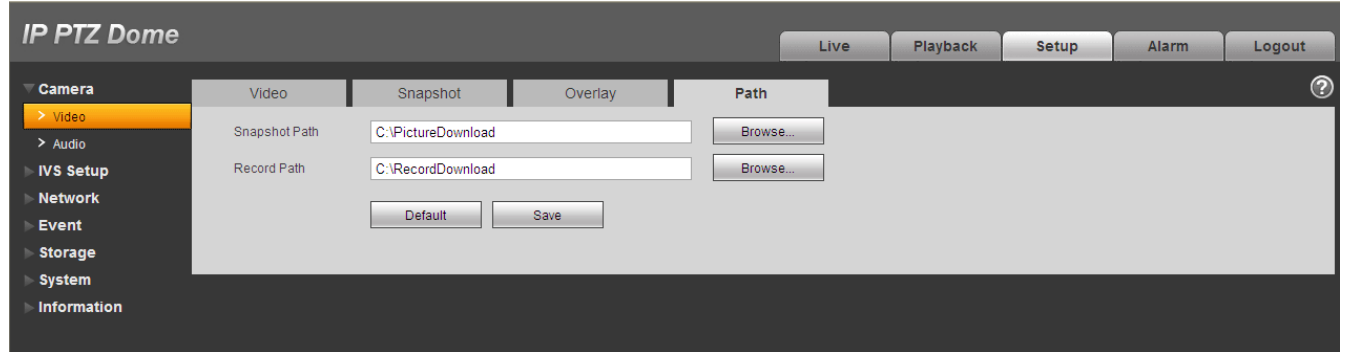 IP PTZ Dome
Live Playback Setup Alarm Logout
Camera
> Video
> Audio
IVS Setup
Network
Event
Storage
System
Information
Video Snapshot Overlay Path
?
Snapshot Path C:\PictureDownload Browse...
Record Path C:\RecordDownload Browse...
Default Save